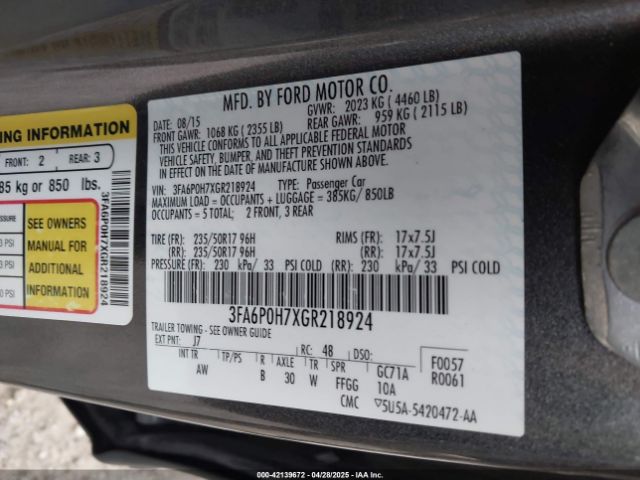 NG INFORMATION
FRONT: 2 REAR: 3
85 kg or 850 lbs.
PRESSURE
PSI
PSI
SEE OWNERS
MANUAL FOR
ADDITIONAL
INFORMATION
3FA6P0H7XGR218924
MFD. BY FORD MOTOR CO.
DATE: 08/15 GVWR: 2023 KG ( 4460 LB)
FRONT GAWR: 1068 KG ( 2355 LB) REAR GAWR: 959 KG ( 2115 LB)
THIS VEHICLE CONFORMS TO ALL APPLICABLE FEDERAL MOTOR
VEHICLE SAFETY, BUMPER, AND THEFT PREVENTION STANDARDS
IN EFFECT ON THE DATE OF MANUFACTURE SHOWN ABOVE.
VIN: 3FA6P0H7XGR218924 TYPE: Passenger Car
MAXIMUM LOAD = OCCUPANTS + LUGGAGE = 385KG/ 850LB
OCCUPANTS = 5 TOTAL; 2 FRONT, 3 REAR
TIRE (FR): 235/50R17 96H RIMS (FR): 17x7.5J
(RR): 235/50R17 96H (RR): 17x7.5J
PRESSURE (FR): 230 kPa/ 33 PSI COLD (RR): 230 kPa/ 33 PSI COLD
3FA6P0H7XGR218924
TRAILER TOWING - SEE OWNER GUIDE
EXT PNT: J7 RC: 48 DSO: F0057
INT TR TP/PS R AXLE TR SPR GC71A R0061
AW B 30 W FFGG 10A
CMC ▽5U5A-5420472-AA
000-42139672 04/28/2025 IAAI.COM